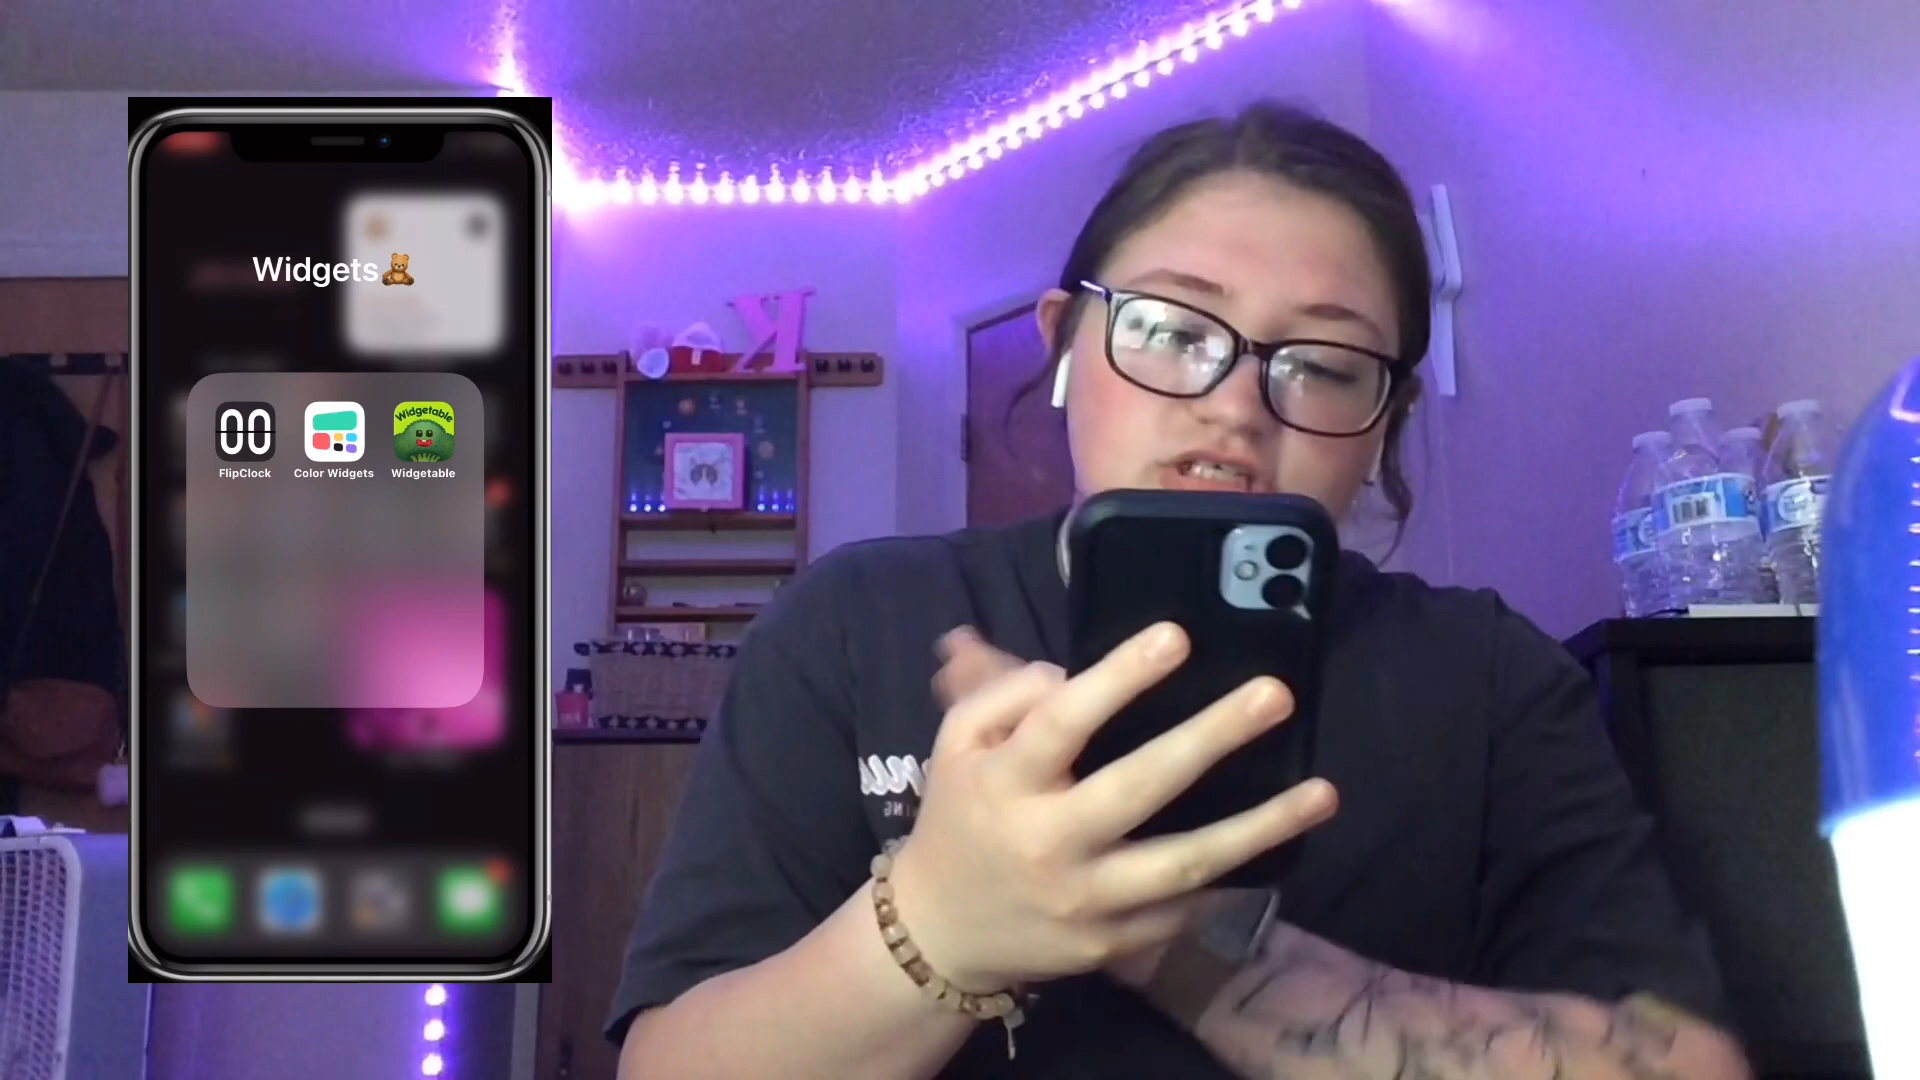 Widgets🧸
00
Widgetable
FlipClock
Color Widgets
Widgetable
K